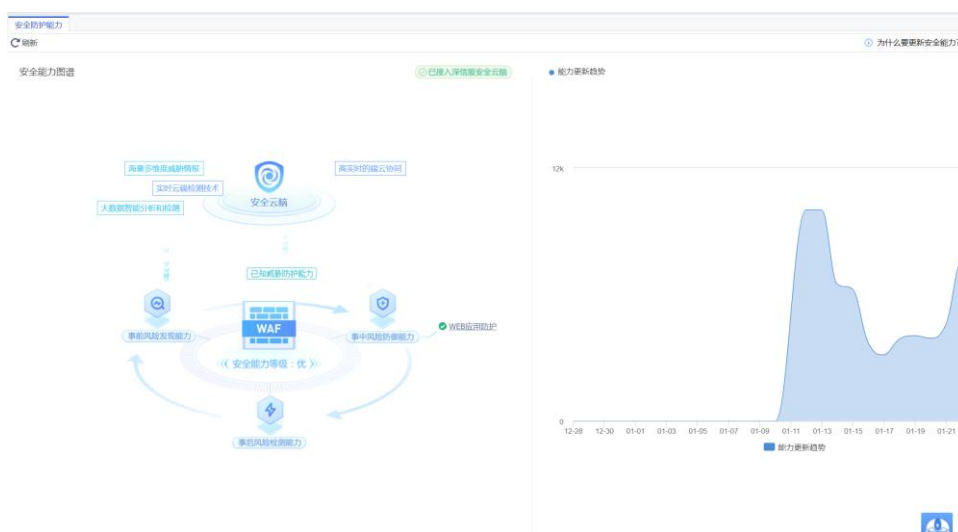 安全防护能力
刷新
为什么要更新安全能力?
安全能力图谱
已接入深信服安全云脑
能力更新趋势
海量多维度威胁情报
高实时的端云协同
实时云端检测技术
安全云脑
大数据智能分析和检测
已知威胁防护能力
WAF
WEB应用防护
事前风险发现能力
事中风险防御能力
安全能力等级:优
事后风险检测能力
12k
0
12-28 12-30 01-01 01-03 01-05 01-07 01-09 01-11 01-13 01-15 01-17 01-19 01-21
能力更新趋势